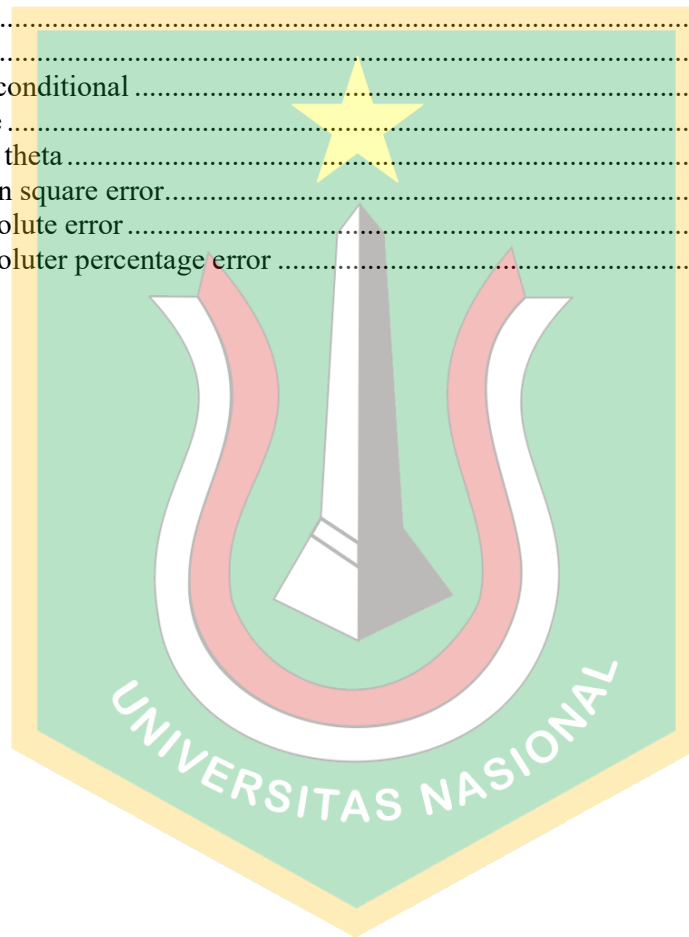 ..........
..........
conditional ..........
theta ..........
n square error..........
olute error ..........
oluter percentage error ..........
UNIVERSITAS NASIONAL